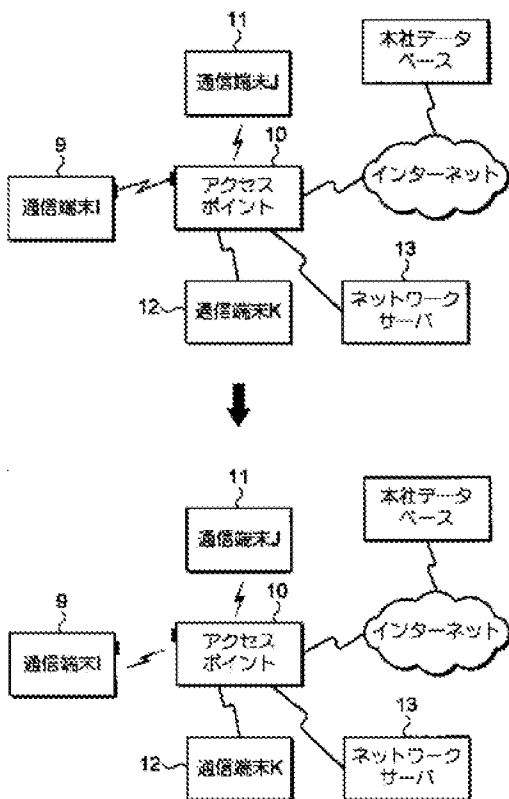 11
本社データ
ベース
通信端末J
9
10
通信端末I
アクセス
ポイント
インターネット
13
12
通信端末K
ネットワーク
サーバ
11
本社データ
ベース
通信端末J
9
10
通信端末I
アクセス
ポイント
インターネット
13
12
通信端末K
ネットワーク
サーバ